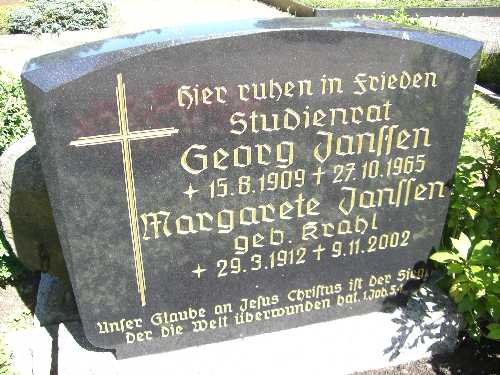 Hier ruhen in Frieden
Studienrat
Georg Janssen
+ 15.8.1909 + 27.10.1965
Margarete Janssen
geb. Krahl
+ 29.3.1912 + 9.11.2002
Unser Glaube an Jesus Christus ist der Sieg,
der die Welt überwunden hat. 1.Joh.5.4